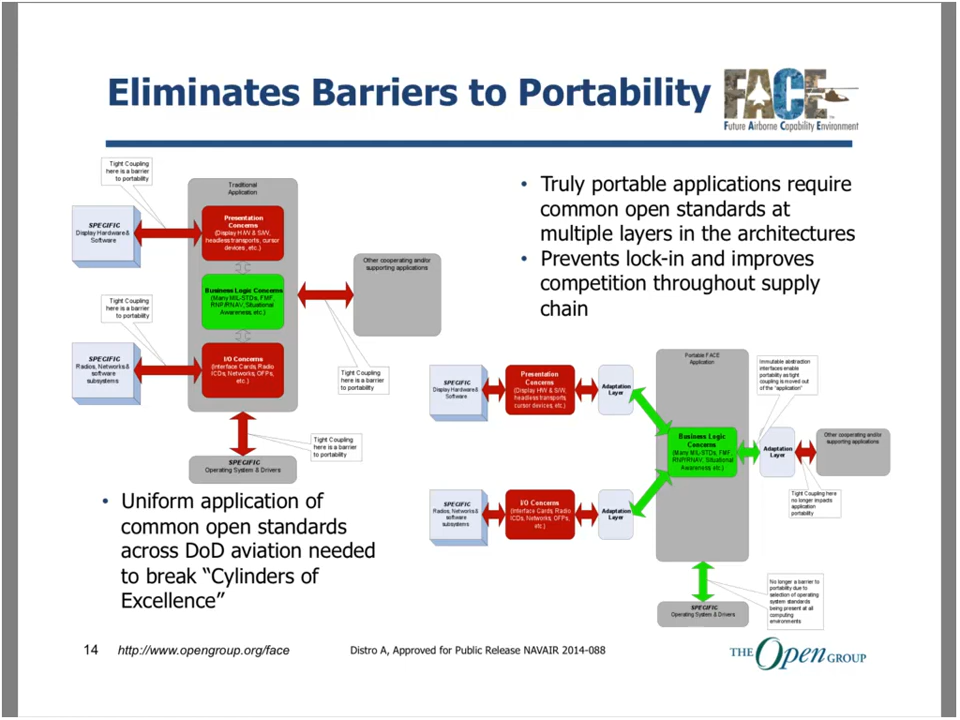 Eliminates Barriers to Portability
FACE
Future Airborne Capability Environment
Tight Coupling
here is a barrier
to portability
Traditional
Application
SPECIFIC
Display Hardware &
Software
Presentation
Concerns
(Display H/W & S/W,
headless transports, cursor
devices, etc.)
Business Logic Concerns
(Many MIL-STDs, FMF,
RNP/RNAV, Situational
Awareness, etc.)
Other cooperating and/or
supporting applications
Tight Coupling
here is a barrier
to portability
SPECIFIC
Radios, Networks &
software
subsystems
I/O Concerns
(Interface Cards, Radio
ICDs, Networks, OFPs,
etc.)
Tight Coupling
here is a barrier
to portability
Tight Coupling
here is a barrier
to portability
SPECIFIC
Operating System & Drivers
• Truly portable applications require
common open standards at
multiple layers in the architectures
• Prevents lock-in and improves
competition throughout supply
chain
Portable FACE
Application
Immutable abstraction
interfaces enable
portability as tight
coupling is moved out
of the "application"
SPECIFIC
Display Hardware &
Software
Presentation
Concerns
(Display HW & S/W,
headless transports,
cursor devices, etc.)
Adaptation
Layer
Business Logic
Concerns
(Many MIL-STDs, FMF,
RNP/RNAV, Situational
Awareness, etc.)
Adaptation
Layer
Other cooperating and/or
supporting applications
SPECIFIC
Radios, Networks &
software
subsystems
I/O Concerns
(Interface Cards, Radio
ICDs, Networks, OFPs,
etc.)
Adaptation
Layer
Tight Coupling here
no longer impacts
application
portability
No longer a barrier to
portability due to
selection of operating
system standards
being present at all
computing
environments
SPECIFIC
Operating System & Drivers
• Uniform application of
common open standards
across DoD aviation needed
to break “Cylinders of
Excellence”
14 http://www.opengroup.org/face
Distro A, Approved for Public Release NAVAIR 2014-088
THE Open GROUP